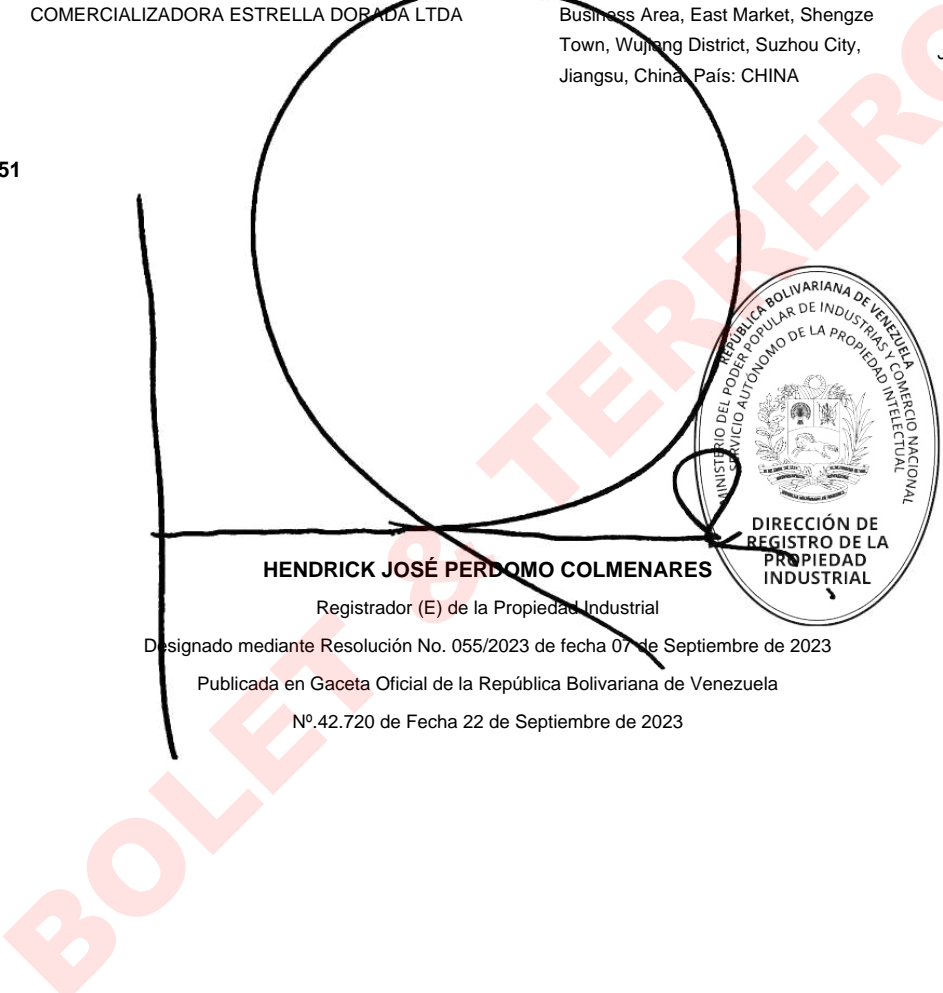 COMERCIALIZADORA ESTRELLA DORADA LTDA
Business Area, East Market, Shengze
Town, Wujiang District, Suzhou City,
Jiangsu, China. País: CHINA
J
51
REPÚBLICA BOLIVARIANA DE VENEZUELA
MINISTERIO DEL PODER POPULAR DE INDUSTRIAS Y COMERCIO NACIONAL
SERVICIO AUTÓNOMO DE LA PROPIEDAD INTELECTUAL
DIRECCIÓN DE
REGISTRO DE LA
PROPIEDAD
INDUSTRIAL
HENDRICK JOSÉ PERDOMO COLMENARES
Registrador (E) de la Propiedad Industrial
Designado mediante Resolución No. 055/2023 de fecha 07 de Septiembre de 2023
Publicada en Gaceta Oficial de la República Bolivariana de Venezuela
Nº.42.720 de Fecha 22 de Septiembre de 2023
BOLET & TERRERO